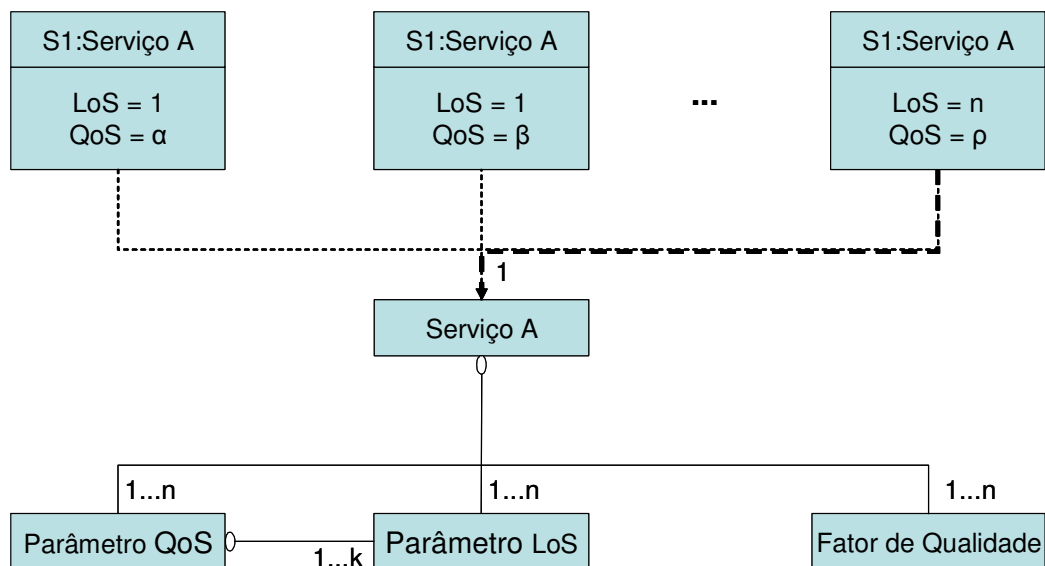 S1:Serviço A
LoS = 1
QoS = α
S1:Serviço A
LoS = 1
QoS = β
...
S1:Serviço A
LoS = n
QoS = ρ
1
Serviço A
1...n
1...n
1...n
Parâmetro QoS
1...k
Parâmetro LoS
Fator de Qualidade